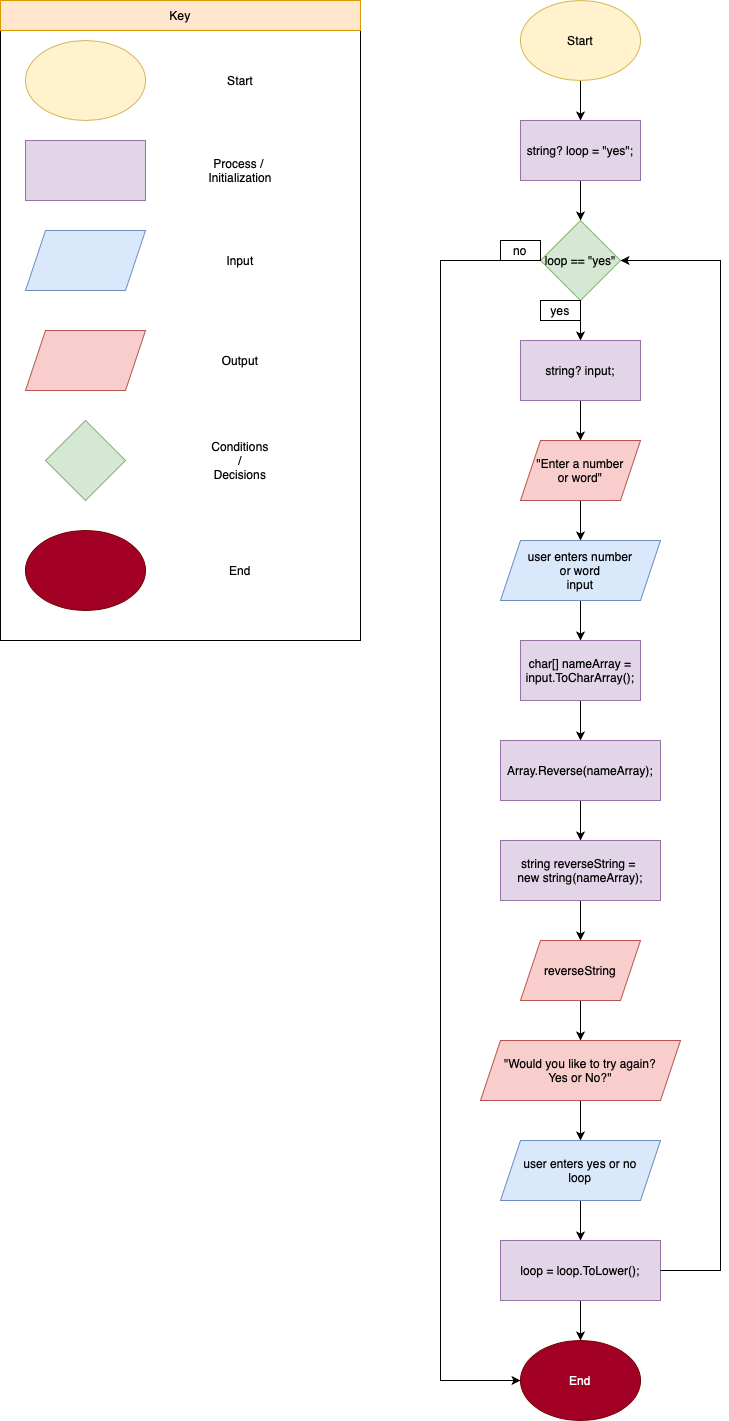 Key
Start
Process /
Initialization
Input
Output
Conditions
/
Decisions
End
Start
string? loop = "yes";
no
loop == "yes"
yes
string? input;
"Enter a number
or word"
user enters number
or word
input
char[] nameArray =
input.ToCharArray();
Array.Reverse(nameArray);
string reverseString =
new string(nameArray);
reverseString
"Would you like to try again?
Yes or No?"
user enters yes or no
loop
loop = loop.ToLower();
End